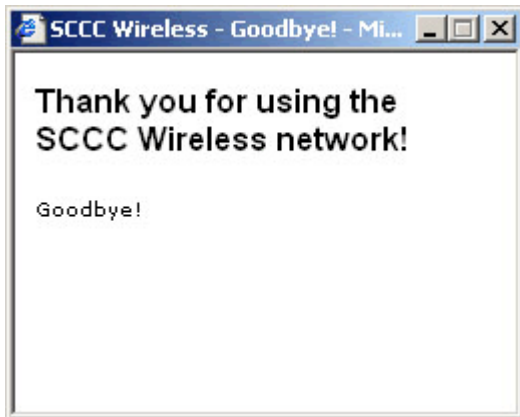 SCCC Wireless - Goodbye! - Mi...
Thank you for using the
SCCC Wireless network!
Goodbye!